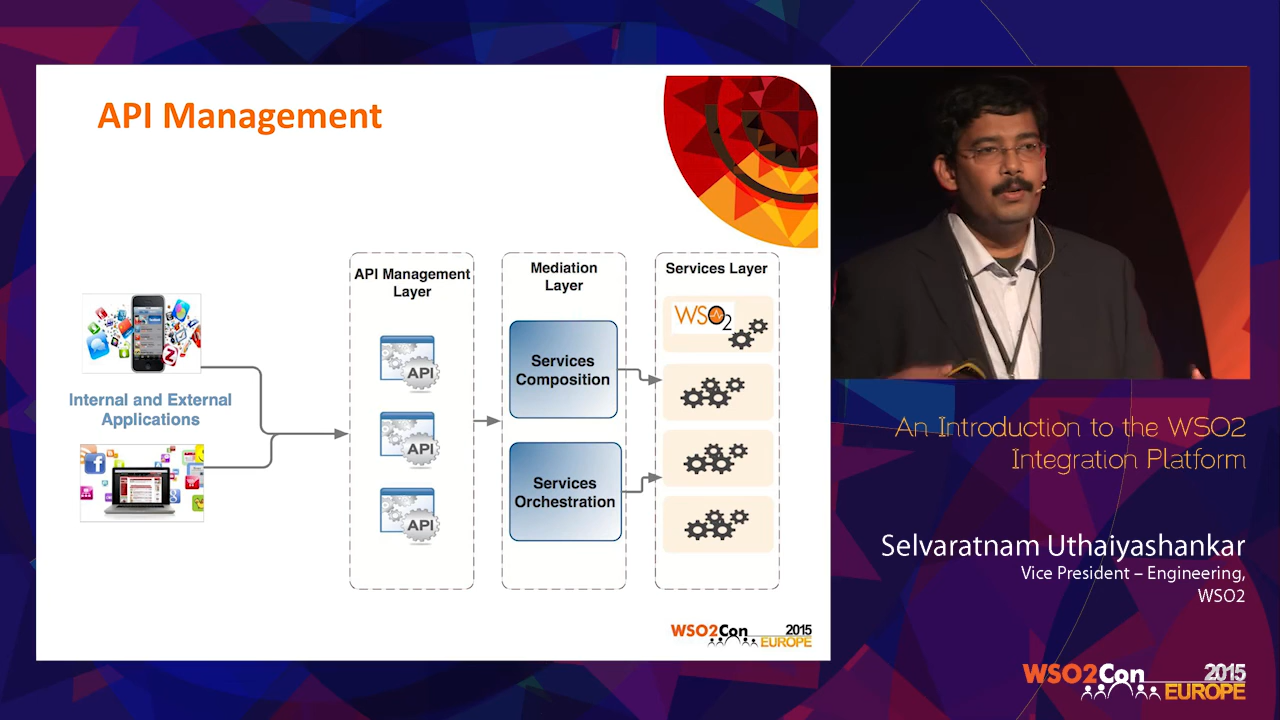 API Management
API Management
Layer
Mediation
Layer
Services Layer
WSO2
API
Services
Composition
Internal and External
Applications
API
Services
Orchestration
API
WSO2Con 2015
EUROPE
An Introduction to the WSO2
Integration Platform
Selvaratnam Uthaiyashankar
Vice President – Engineering,
WSO2
WSO2Con 2015
EUROPE